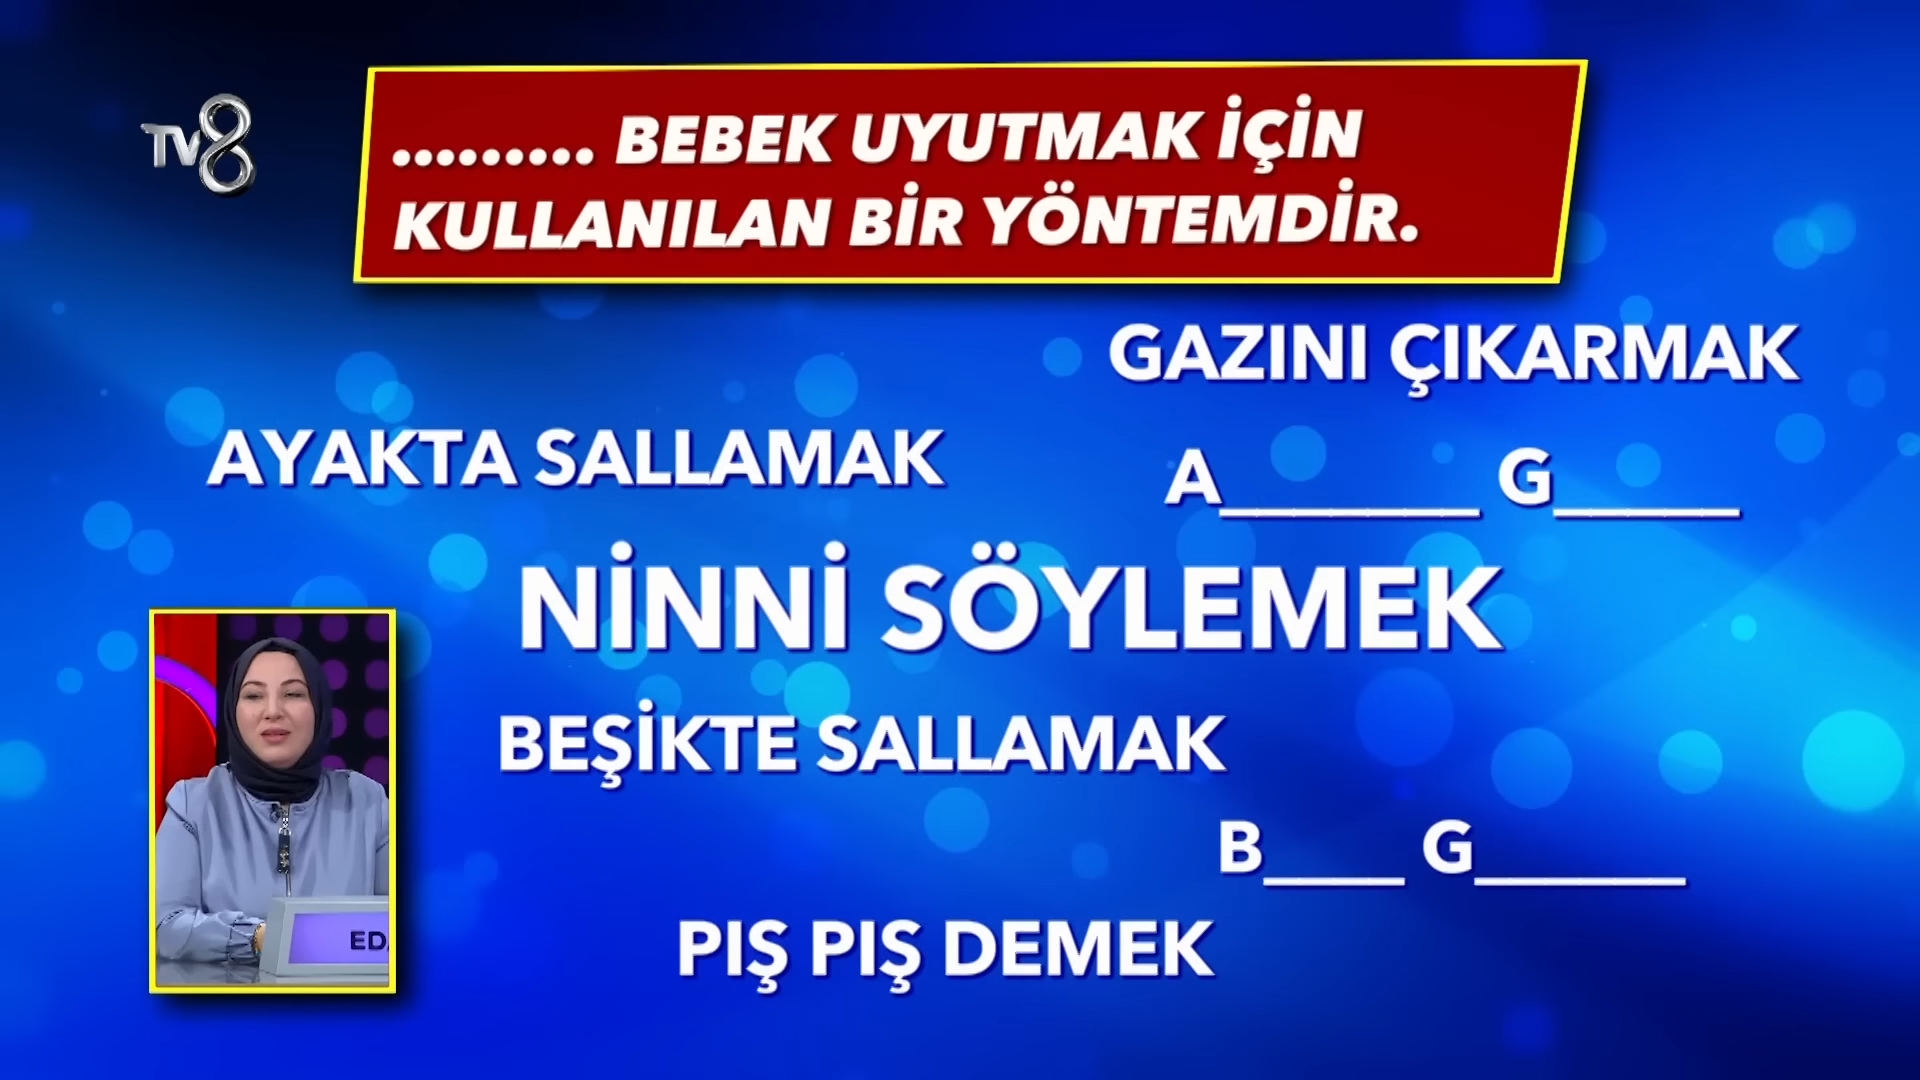 TV8
......... BEBEK UYUTMAK İÇİN
KULLANILAN BİR YÖNTEMDİR.
GAZINI ÇIKARMAK
AYAKTA SALLAMAK
A_______ G_____
NİNNİ SÖYLEMEK
BEŞİKTE SALLAMAK
B____ G______
PIŞ PIŞ DEMEK
ED